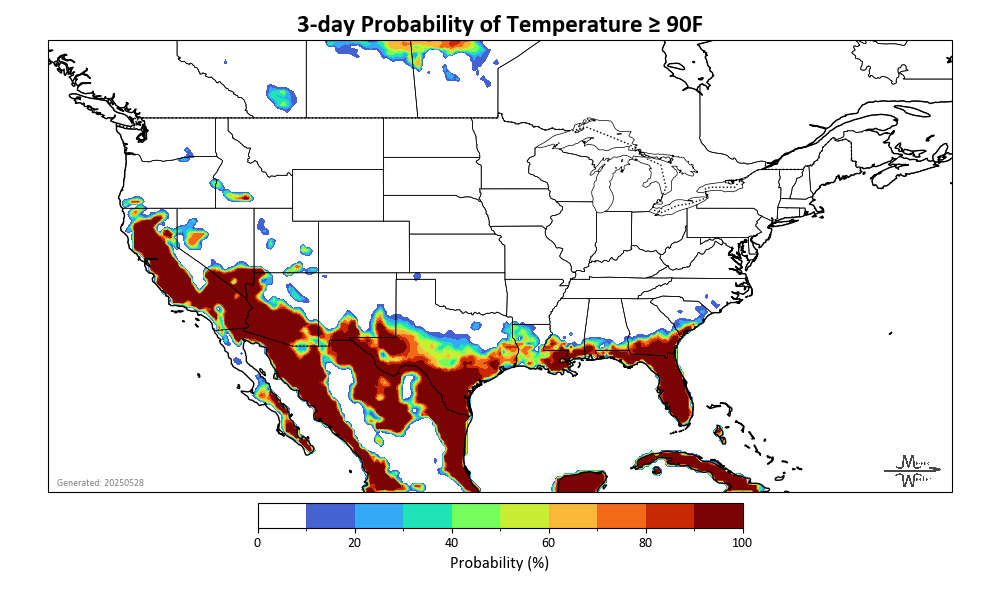 3-day Probability of Temperature ≥ 90F
Generated: 20250528
0 20 40 60 80 100
Probability (%)